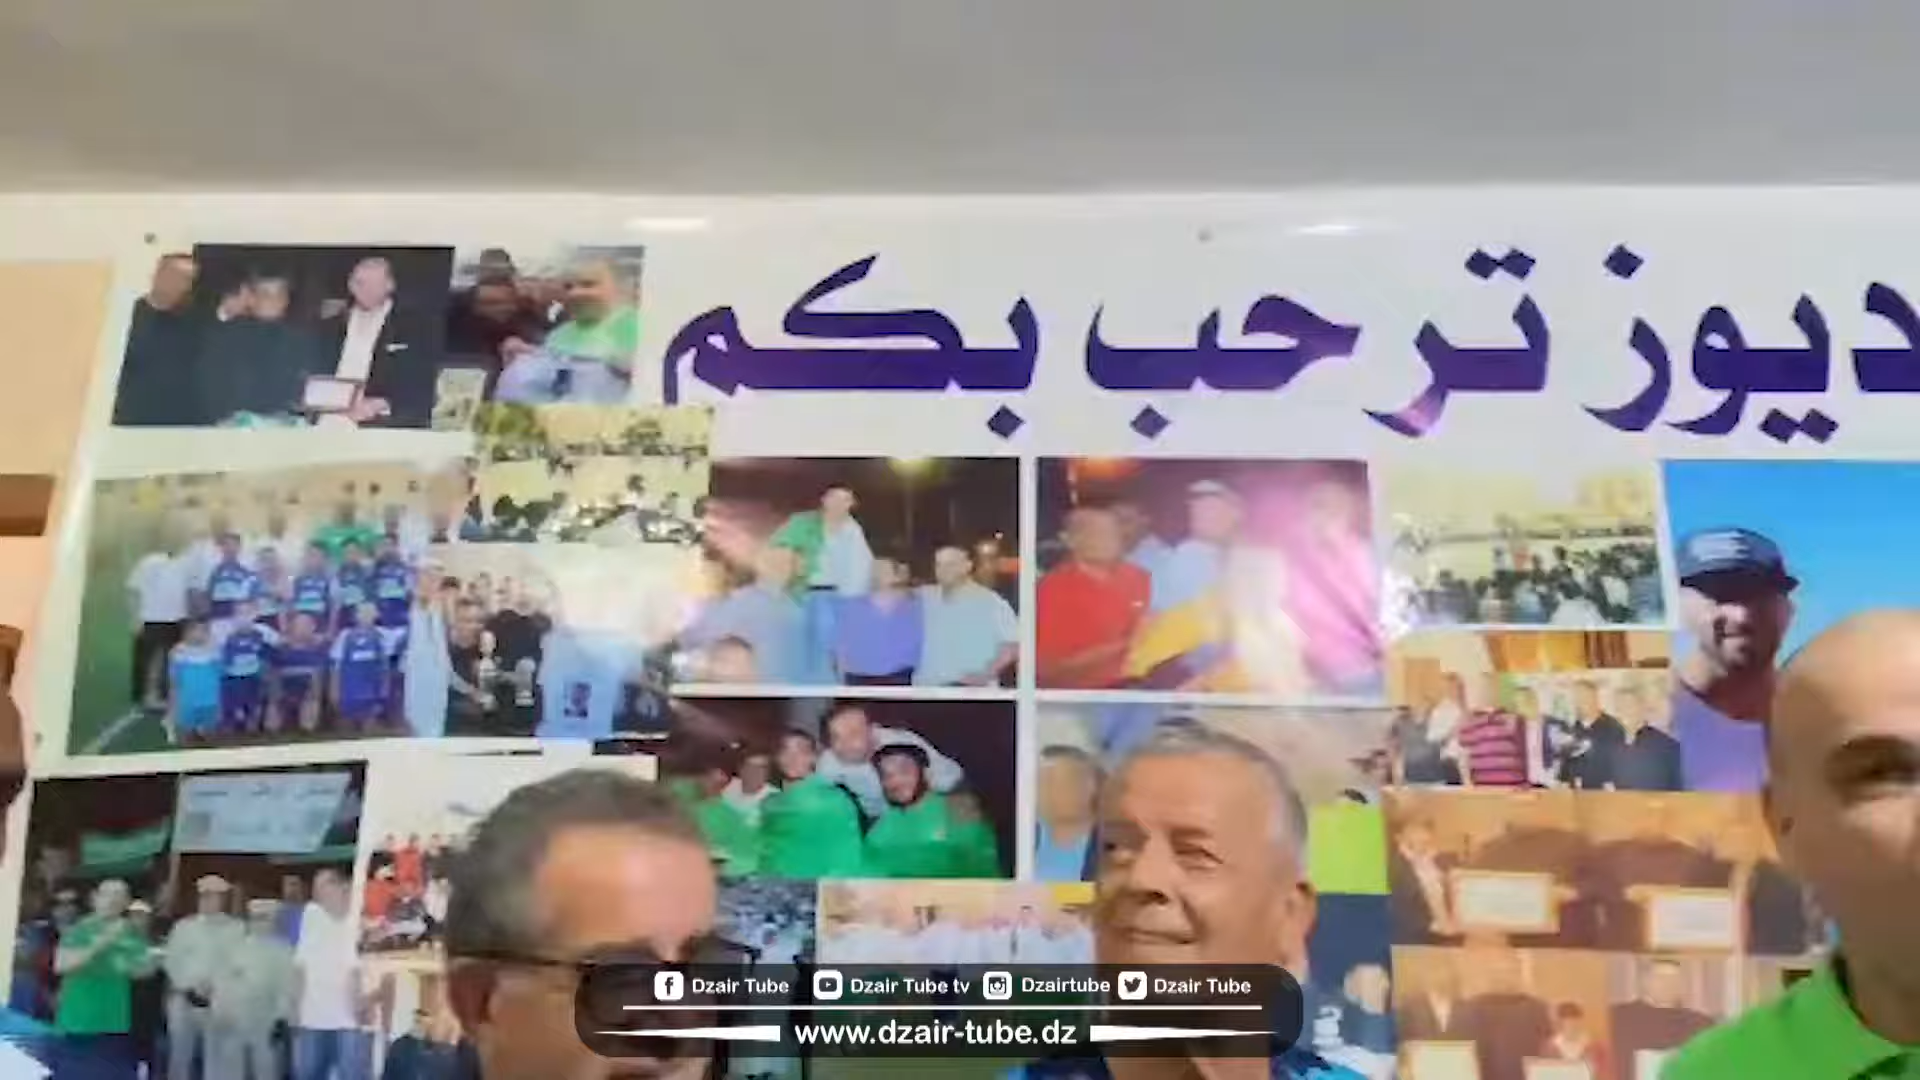 ديوز ترحب بكم
Dzair Tube Dzair Tube tv Dzairtube Dzair Tube
www.dzair-tube.dz